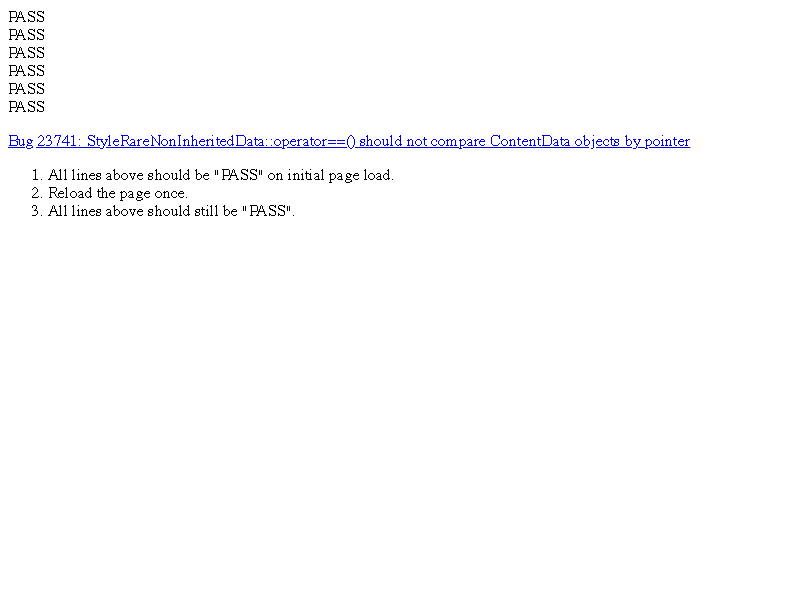 PASS
PASS
PASS
PASS
PASS
PASS
Bug 23741: StyleRareNonInheritedData::operator==() should not compare ContentData objects by pointer
1. All lines above should be "PASS" on initial page load.
2. Reload the page once.
3. All lines above should still be "PASS".